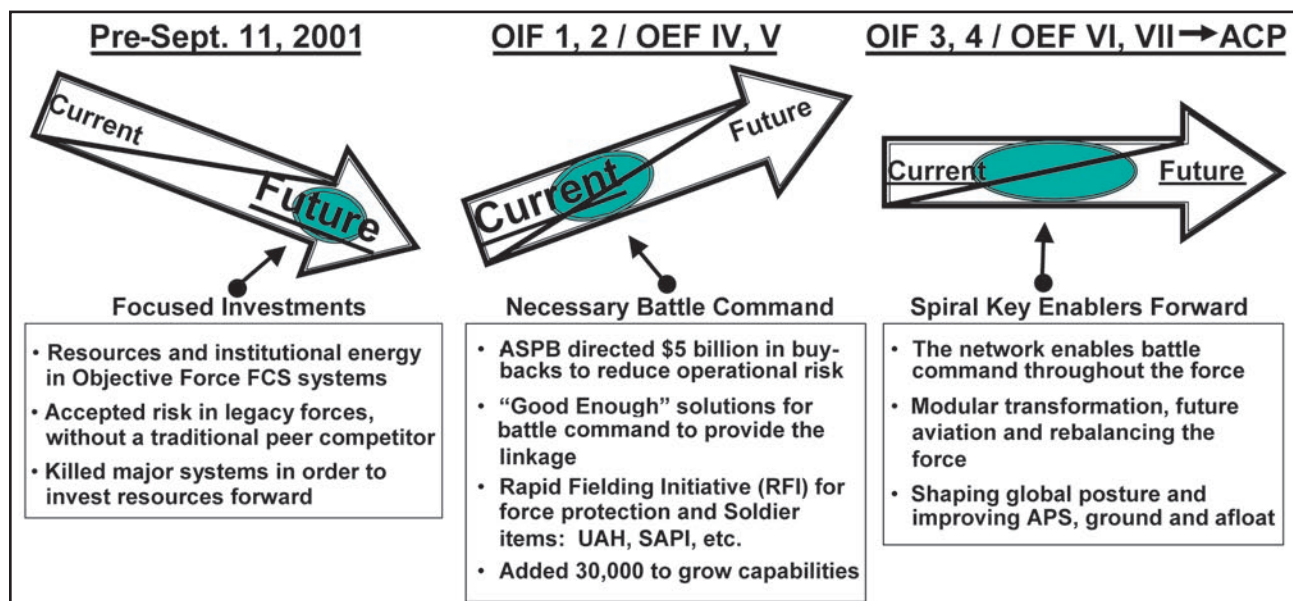 Pre-Sept. 11, 2001
Current
Future
Focused Investments
• Resources and institutional energy
in Objective Force FCS systems
• Accepted risk in legacy forces,
without a traditional peer competitor
• Killed major systems in order to
invest resources forward
OIF 1, 2 / OEF IV, V
Current
Future
Necessary Battle Command
• ASPB directed $5 billion in buy-
backs to reduce operational risk
• “Good Enough” solutions for
battle command to provide the
linkage
• Rapid Fielding Initiative (RFI) for
force protection and Soldier
items: UAH, SAPI, etc.
• Added 30,000 to grow capabilities
OIF 3, 4 / OEF VI, VII→ACP
Current
Future
Spiral Key Enablers Forward
• The network enables battle
command throughout the force
• Modular transformation, future
aviation and rebalancing the
force
• Shaping global posture and
improving APS, ground and afloat